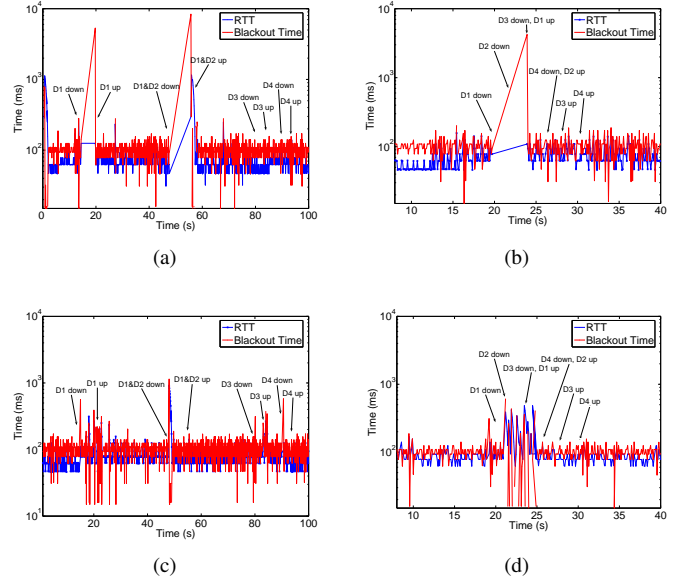 10^4
10^3
10^2
Time (ms)
RTT
Blackout Time
D1 down
D1 up
D1&D2 down
D1&D2 up
D3 down
D3 up
D4 down
D4 up
0 20 40 60 80 100
Time (s)
(a)
10^4
10^3
10^2
Time (ms)
RTT
Blackout Time
D3 down, D1 up
D2 down
D1 down
D4 down, D2 up
D3 up
D4 up
10 15 20 25 30 35 40
Time (s)
(b)
10^4
10^3
10^2
10^1
Time (ms)
RTT
Blackout Time
D1 down
D1 up
D1&D2 down
D1&D2 up
D3 down
D3 up
D4 down
D4 up
20 40 60 80 100
Time (s)
(c)
10^4
10^3
10^2
Time (ms)
RTT
Blackout Time
D1 down
D2 down
D3 down, D1 up
D4 down, D2 up
D3 up
D4 up
10 15 20 25 30 35 40
Time (s)
(d)